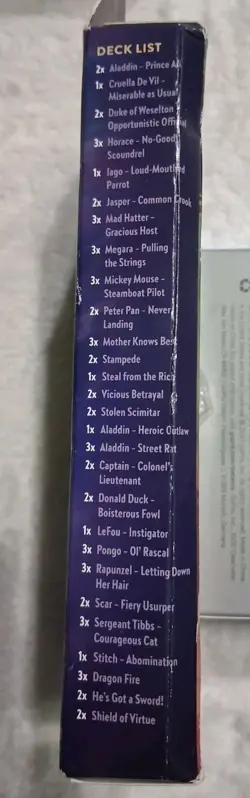 DECK LIST
2x Aladdin – Prince Ali
1x Cruella De Vil –
Miserable as Usual
2x Duke of Weselton –
Opportunistic Official
3x Horace – No-Good
Scoundrel
1x Iago – Loud-Mouthed
Parrot
2x Jasper – Common Crook
3x Mad Hatter –
Gracious Host
3x Megara – Pulling
the Strings
3x Mickey Mouse –
Steamboat Pilot
2x Peter Pan – Never
Landing
3x Mother Knows Best
2x Stampede
1x Steal from the Rich
2x Vicious Betrayal
2x Stolen Scimitar
1x Aladdin – Heroic Outlaw
3x Aladdin – Street Rat
2x Captain – Colonel's
Lieutenant
2x Donald Duck –
Boisterous Fowl
1x LeFou – Instigator
3x Pongo – Ol' Rascal
3x Rapunzel – Letting Down
Her Hair
2x Scar – Fiery Usurper
3x Sergeant Tibbs –
Courageous Cat
1x Stitch – Abomination
3x Dragon Fire
2x He's Got a Sword!
2x Shield of Virtue